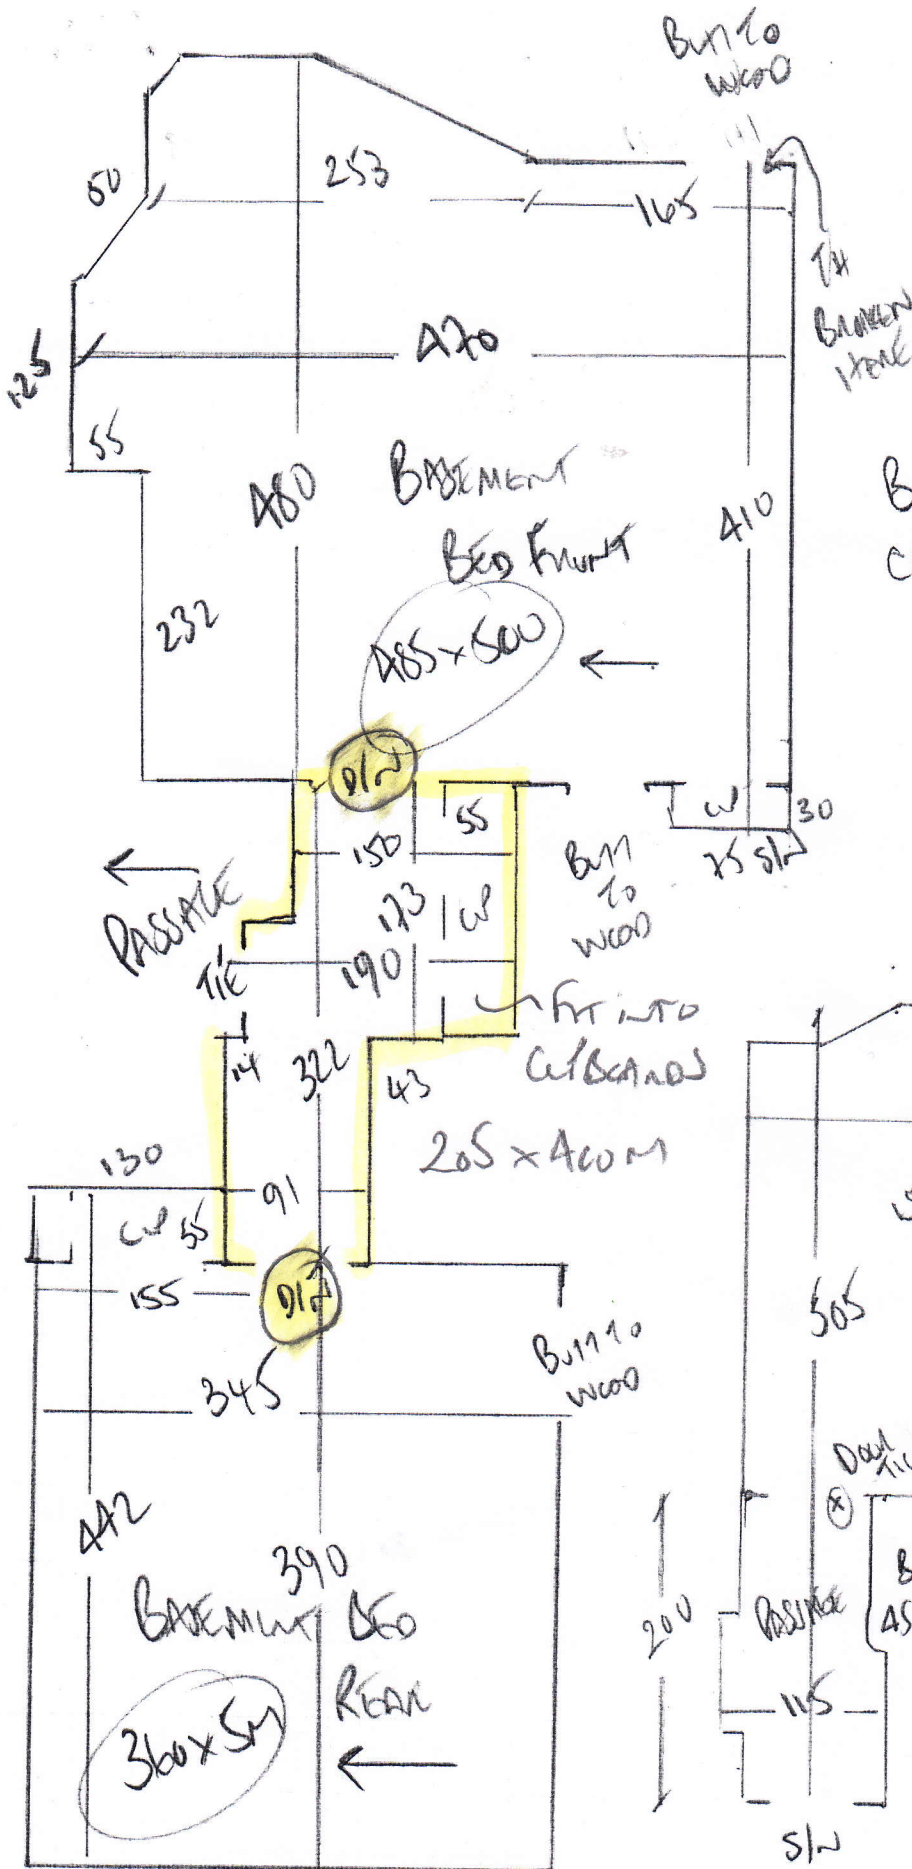 BUTT TO
WOOD
50
253
165
BROKEN
HERE
470
125
55
480
BASEMENT
BED FRONT
410
B
C
232
485 x 500
D/N
55
CP
30
150
75 S/N
BUTT
TO
WOOD
PASSAGE
173
CP
190
TIE
FIT INTO
CUPBOARDS
14
322
43
205 x 400M
130
91
CP 55
155
D/N
505
BUTT TO
WOOD
345
DOOR
442
390
BASEMENT BED
REAR
200
PASSAGE
B
45
115
360 x 5M
S/N